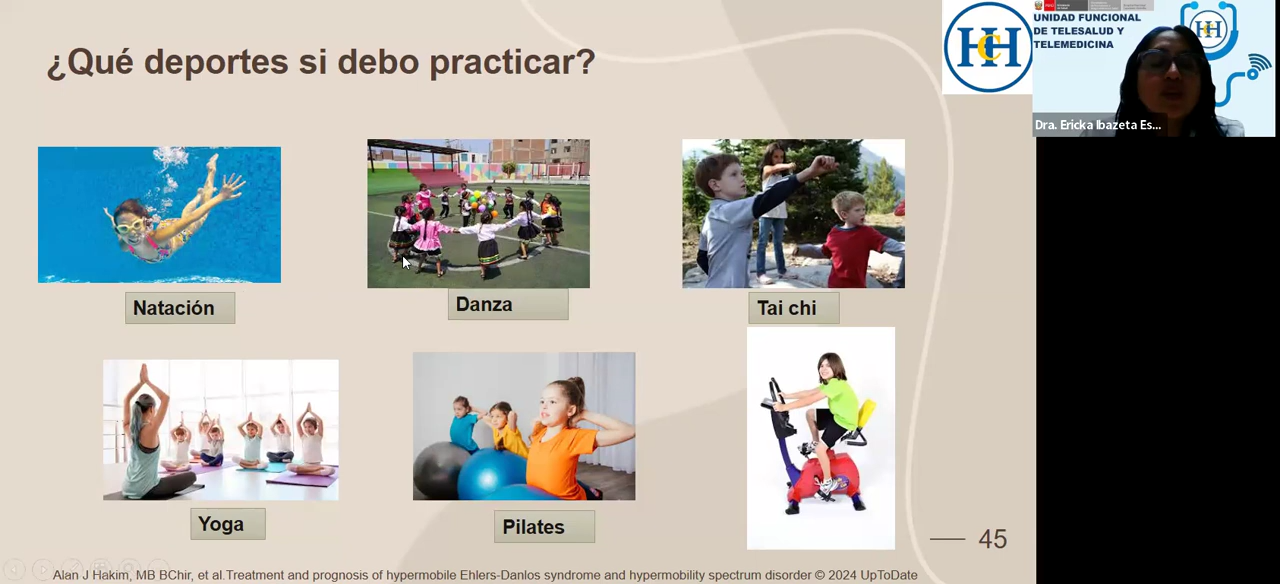 ¿Qué deportes si debo practicar?
HCH
UNIDAD FUNCIONAL
DE TELESALUD Y
TELEMEDICINA
HCH
Dra. Ericka Ibazeta Es...
Natación
Danza
Tai chi
Yoga
Pilates
45
Alan J Hakim, MB BChir, et al.Treatment and prognosis of hypermobile Ehlers-Danlos syndrome and hypermobility spectrum disorder © 2024 UpToDate